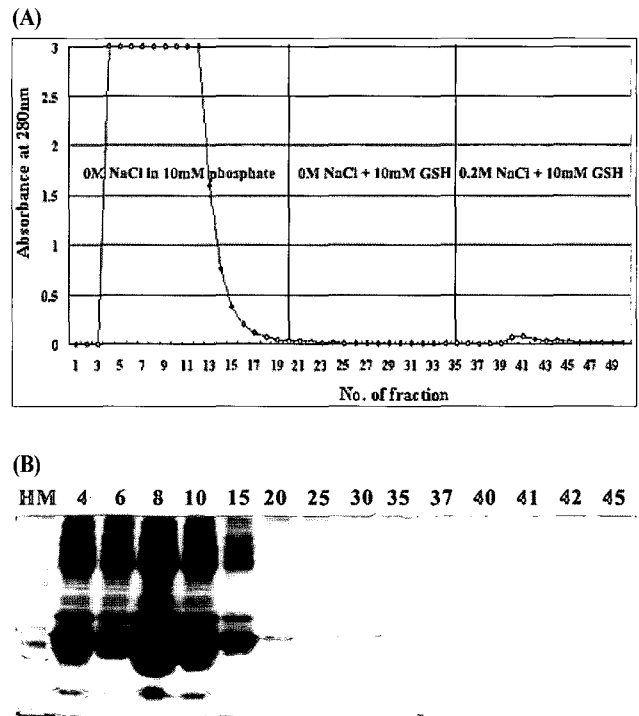 (A)
3
2.5
2
1.5
1
0.5
0
Absorbance at 280nm
0M NaCl in 10mM phosphate
0M NaCl + 10mM GSH
0.2M NaCl + 10mM GSH
1 3 5 7 9 11 13 15 17 19 21 23 25 27 29 31 33 35 37 39 41 43 45 47 49
No. of fraction
(B)
HM 4 6 8 10 15 20 25 30 35 37 40 41 42 45